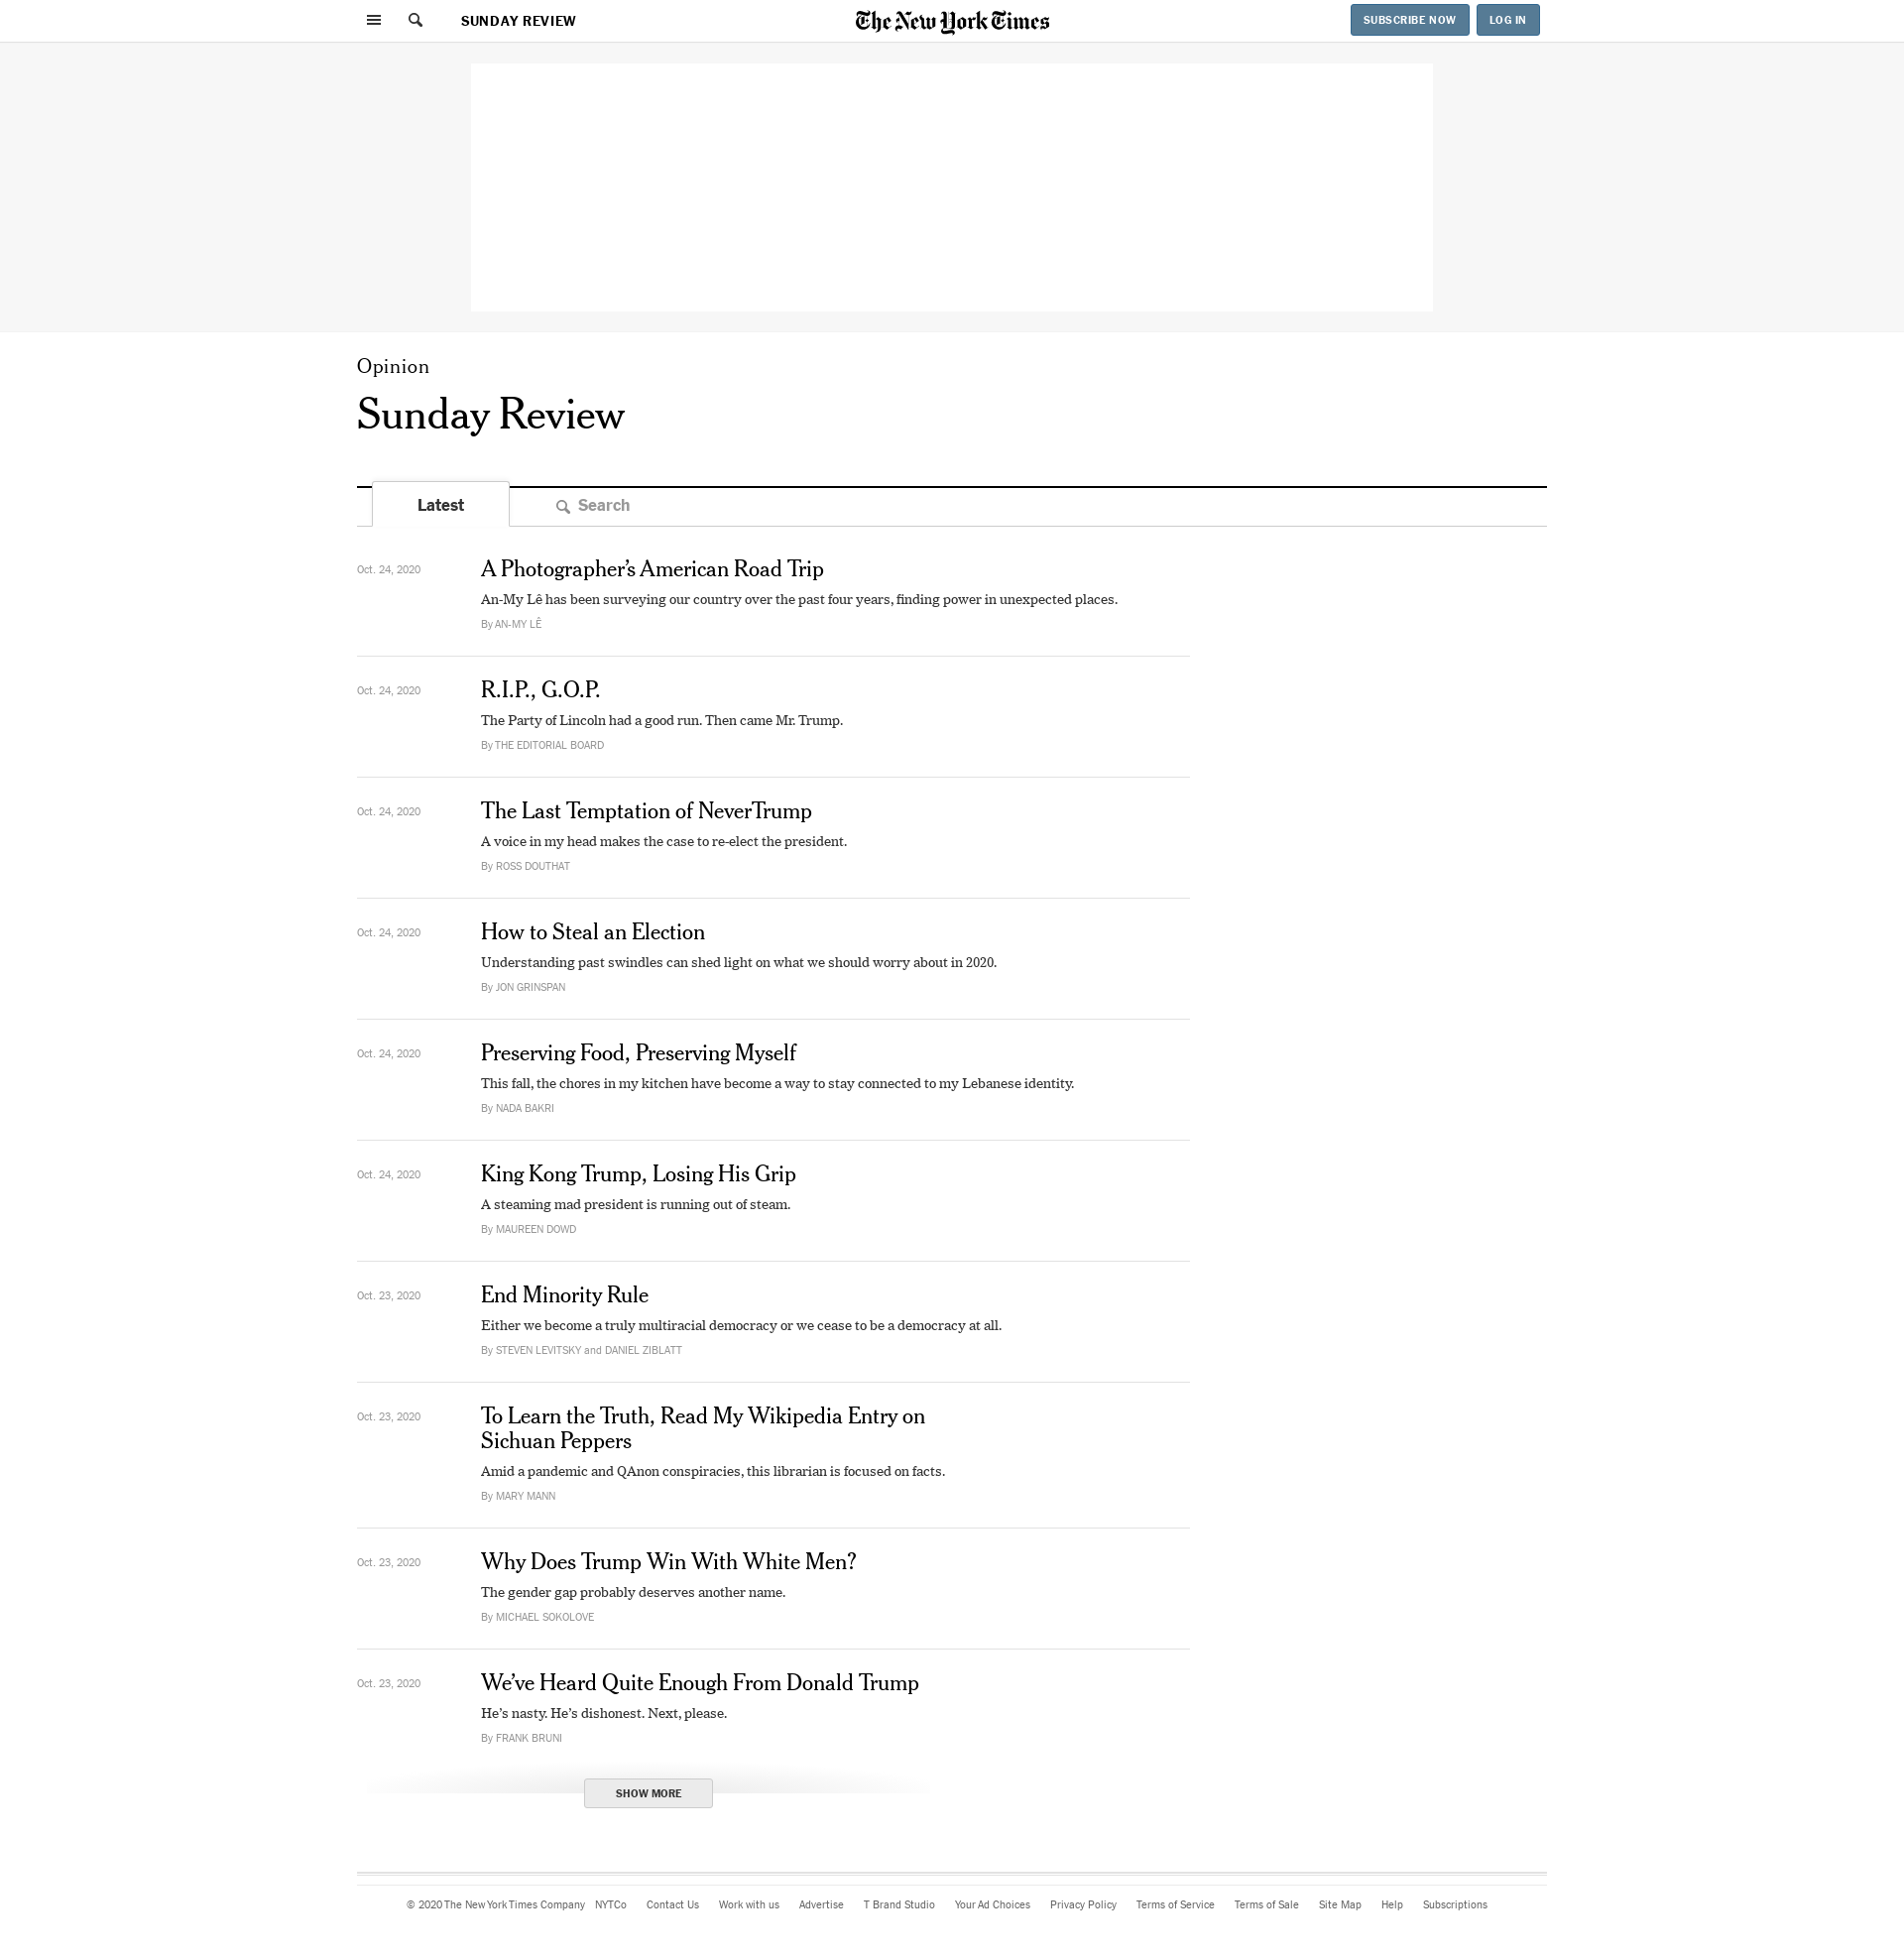 SUNDAY REVIEW
The New York Times
SUBSCRIBE NOW
LOG IN
Opinion
Sunday Review
Latest
Search
Oct. 24, 2020
A Photographer’s American Road Trip
An-My Lê has been surveying our country over the past four years, finding power in unexpected places.
By AN-MY LÊ
Oct. 24, 2020
R.I.P., G.O.P.
The Party of Lincoln had a good run. Then came Mr. Trump.
By THE EDITORIAL BOARD
Oct. 24, 2020
The Last Temptation of NeverTrump
A voice in my head makes the case to re-elect the president.
By ROSS DOUTHAT
Oct. 24, 2020
How to Steal an Election
Understanding past swindles can shed light on what we should worry about in 2020.
By JON GRINSPAN
Oct. 24, 2020
Preserving Food, Preserving Myself
This fall, the chores in my kitchen have become a way to stay connected to my Lebanese identity.
By NADA BAKRI
Oct. 24, 2020
King Kong Trump, Losing His Grip
A steaming mad president is running out of steam.
By MAUREEN DOWD
Oct. 23, 2020
End Minority Rule
Either we become a truly multiracial democracy or we cease to be a democracy at all.
By STEVEN LEVITSKY and DANIEL ZIBLATT
Oct. 23, 2020
To Learn the Truth, Read My Wikipedia Entry on
Sichuan Peppers
Amid a pandemic and QAnon conspiracies, this librarian is focused on facts.
By MARY MANN
Oct. 23, 2020
Why Does Trump Win With White Men?
The gender gap probably deserves another name.
By MICHAEL SOKOLOVE
Oct. 23, 2020
We’ve Heard Quite Enough From Donald Trump
He’s nasty. He’s dishonest. Next, please.
By FRANK BRUNI
SHOW MORE
© 2020 The New York Times Company NYTCo Contact Us Work with us Advertise T Brand Studio Your Ad Choices Privacy Policy Terms of Service Terms of Sale Site Map Help Subscriptions